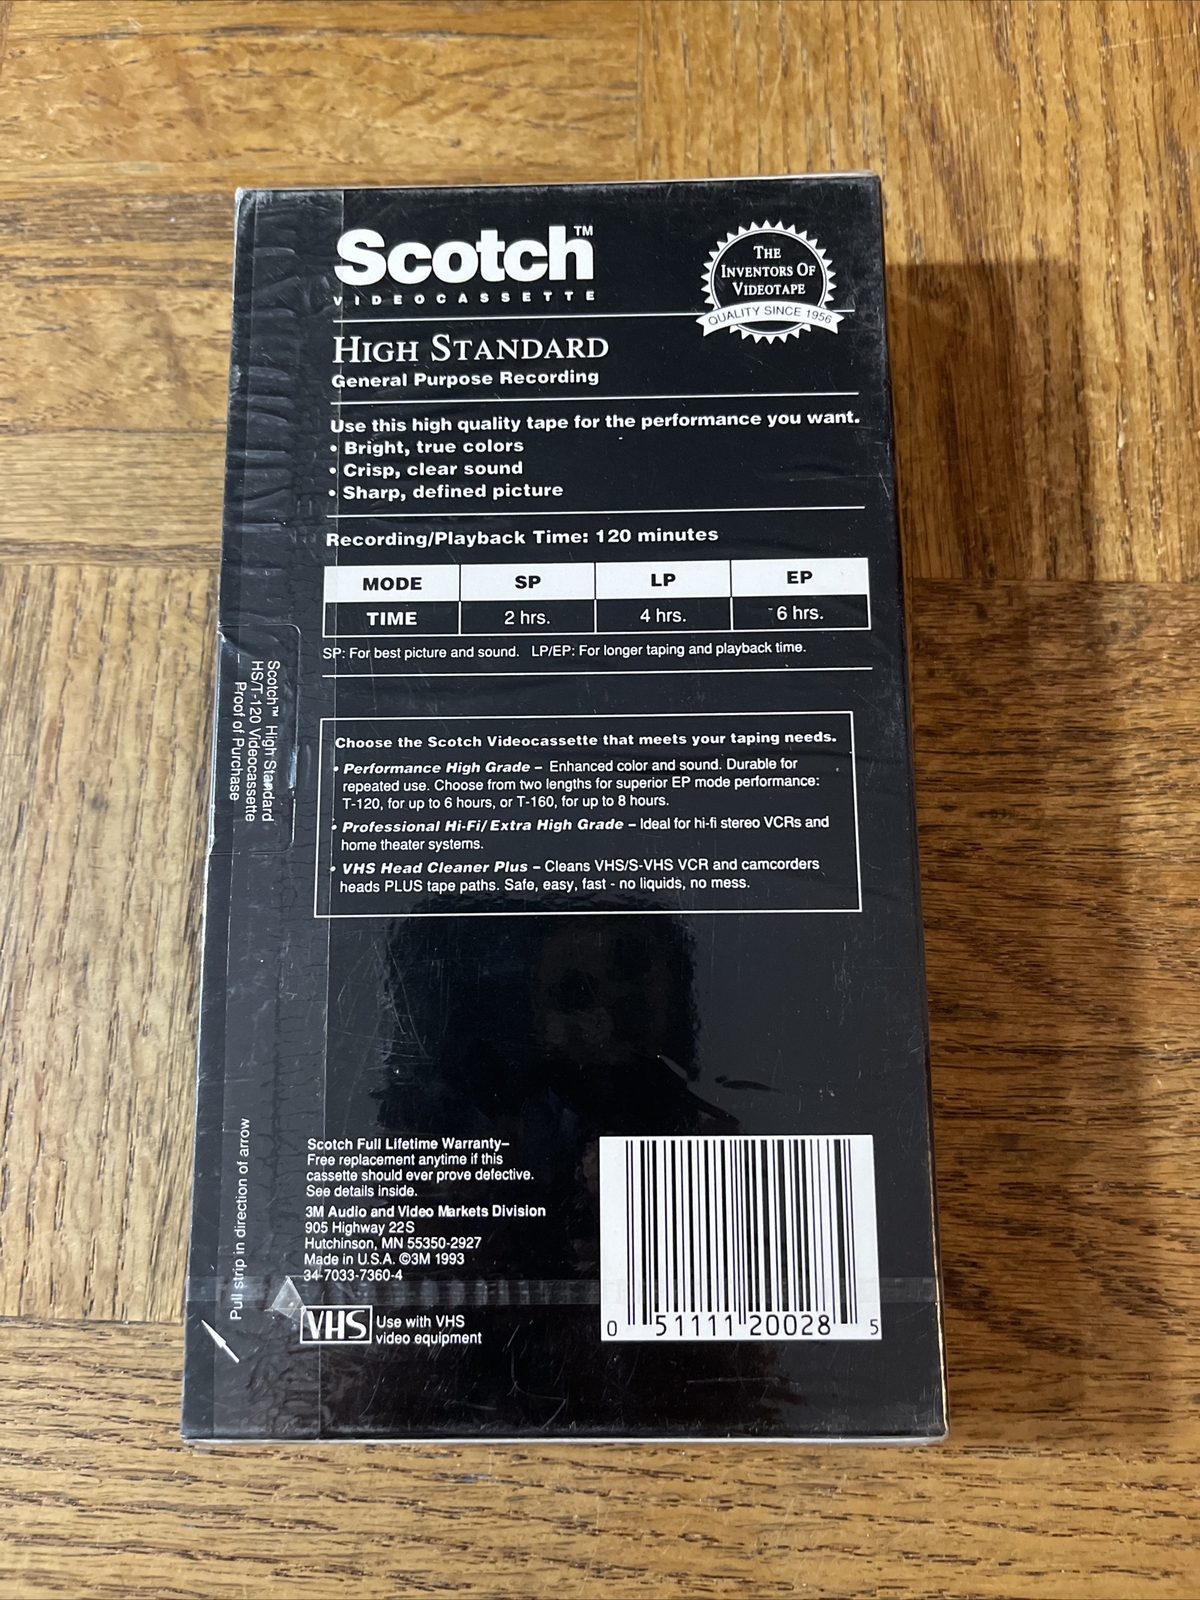 Scotch™
VIDEOCASSETTE
THE
INVENTORS OF
VIDEOTAPE
QUALITY SINCE 1956
HIGH STANDARD
General Purpose Recording
Use this high quality tape for the performance you want.
• Bright, true colors
• Crisp, clear sound
• Sharp, defined picture
Recording/Playback Time: 120 minutes
MODE SP LP EP
TIME 2 hrs. 4 hrs. 6 hrs.
SP: For best picture and sound. LP/EP: For longer taping and playback time.
Scotch™ High Standard
HS/T-120 Videocassette
Proof of Purchase
Choose the Scotch Videocassette that meets your taping needs.
• Performance High Grade – Enhanced color and sound. Durable for
repeated use. Choose from two lengths for superior EP mode performance:
T-120, for up to 6 hours, or T-160, for up to 8 hours.
• Professional Hi-Fi/Extra High Grade – Ideal for hi-fi stereo VCRs and
home theater systems.
• VHS Head Cleaner Plus – Cleans VHS/S-VHS VCR and camcorders
heads PLUS tape paths. Safe, easy, fast - no liquids, no mess.
Pull strip in direction of arrow
Scotch Full Lifetime Warranty–
Free replacement anytime if this
cassette should ever prove defective.
See details inside.
3M Audio and Video Markets Division
905 Highway 22S
Hutchinson, MN 55350-2927
Made in U.S.A. ©3M 1993
34-7033-7360-4
VHS
Use with VHS
video equipment
0 51111 20028 5